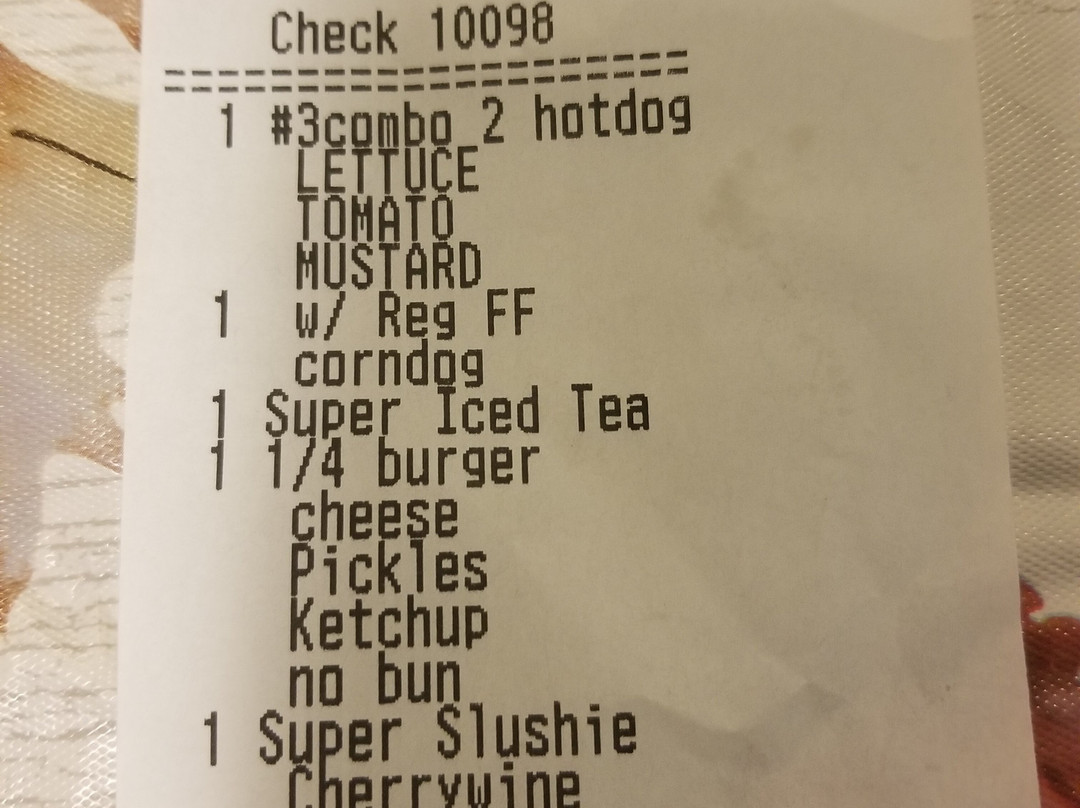 Check 10098
====================
1 #3combo 2 hotdog
LETTUCE
TOMATO
MUSTARD
1 w/ Reg FF
corndog
1 Super Iced Tea
1 1/4 burger
cheese
Pickles
Ketchup
no bun
1 Super Slushie
Cherrywine